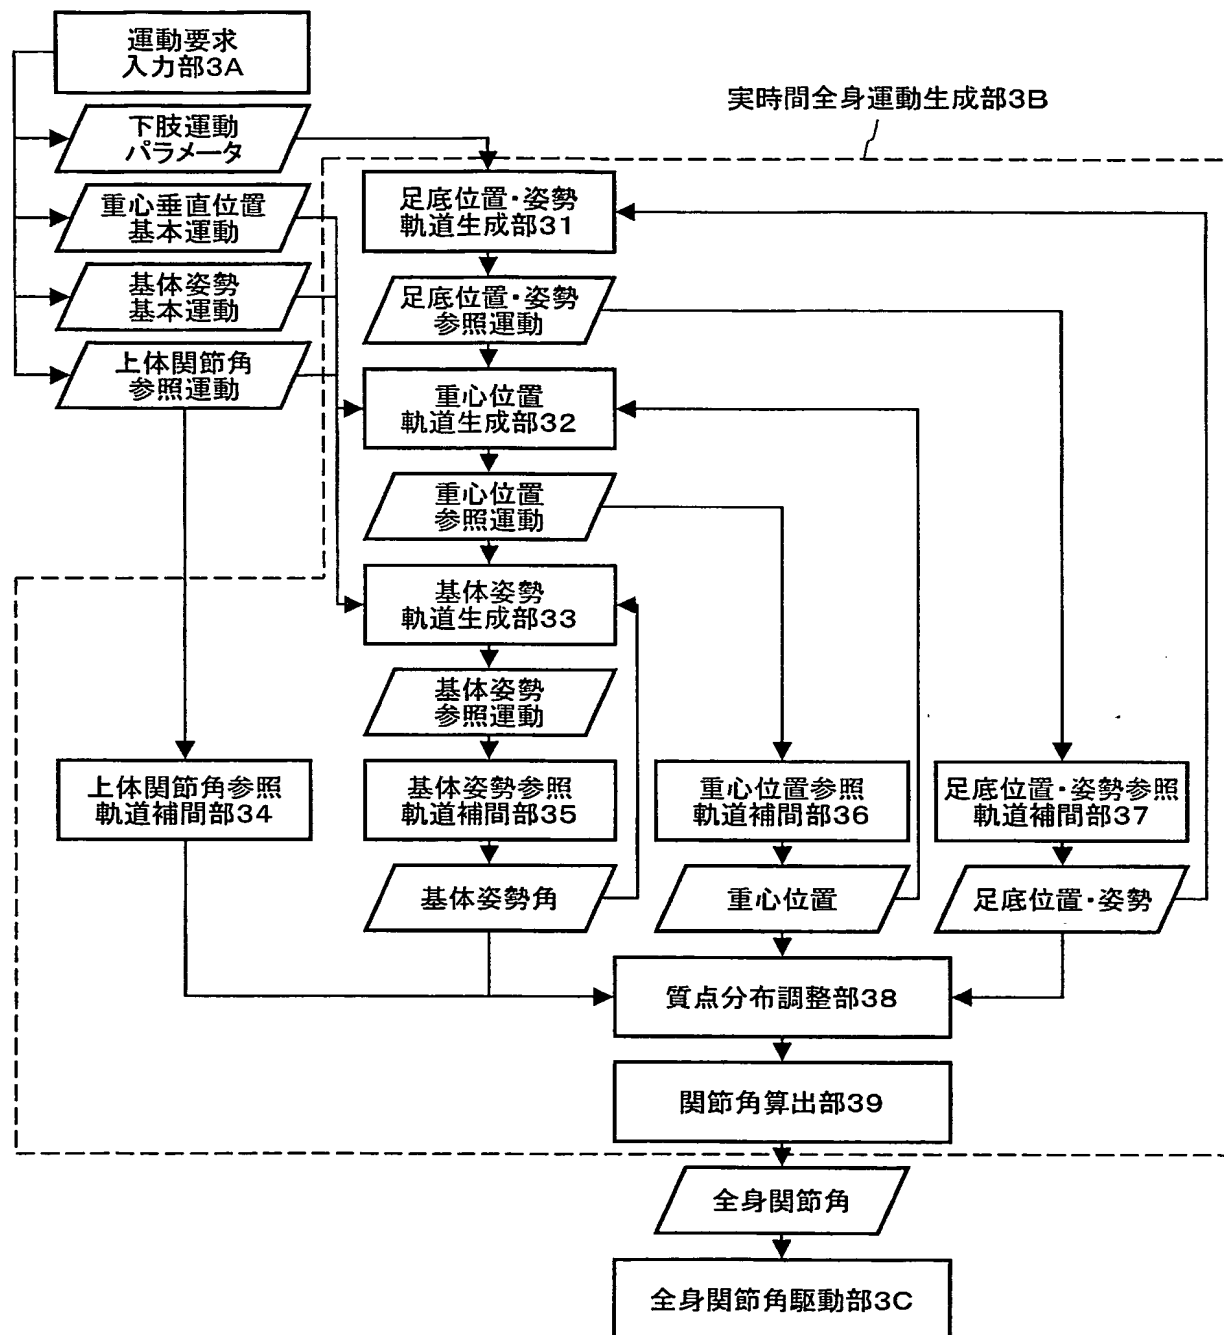 運動要求
入力部3A
実時間全身運動生成部3B
下肢運動
パラメータ
重心垂直位置
基本運動
基体姿勢
基本運動
上体関節角
参照運動
足底位置・姿勢
軌道生成部31
足底位置・姿勢
参照運動
重心位置
軌道生成部32
重心位置
参照運動
基体姿勢
軌道生成部33
基体姿勢
参照運動
上体関節角参照
軌道補間部34
基体姿勢参照
軌道補間部35
重心位置参照
軌道補間部36
足底位置・姿勢参照
軌道補間部37
基体姿勢角
重心位置
足底位置・姿勢
質点分布調整部38
関節角算出部39
全身関節角
全身関節角駆動部3C